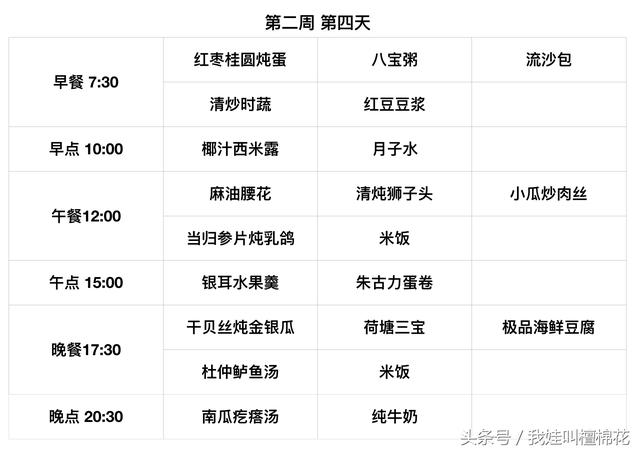 第二周 第四天
早餐 7:30
红枣桂圆炖蛋 八宝粥 流沙包
清炒时蔬 红豆豆浆
早点 10:00 椰汁西米露 月子水
午餐12:00
麻油腰花 清炖狮子头 小瓜炒肉丝
当归参片炖乳鸽 米饭
午点 15:00 银耳水果羹 朱古力蛋卷
晚餐17:30
干贝丝炖金银瓜 荷塘三宝 极品海鲜豆腐
杜仲鲈鱼汤 米饭
晚点 20:30 南瓜疙瘩汤 纯牛奶
头条号 / 我娃叫檀棉花